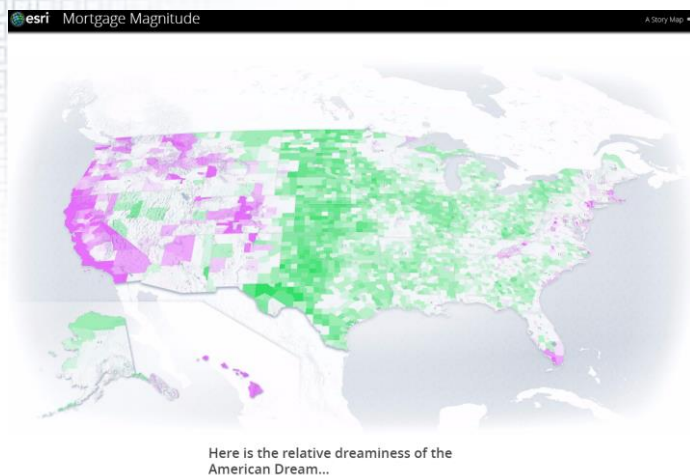 esri Mortgage Magnitude
A Story Map
Here is the relative dreaminess of the
American Dream...